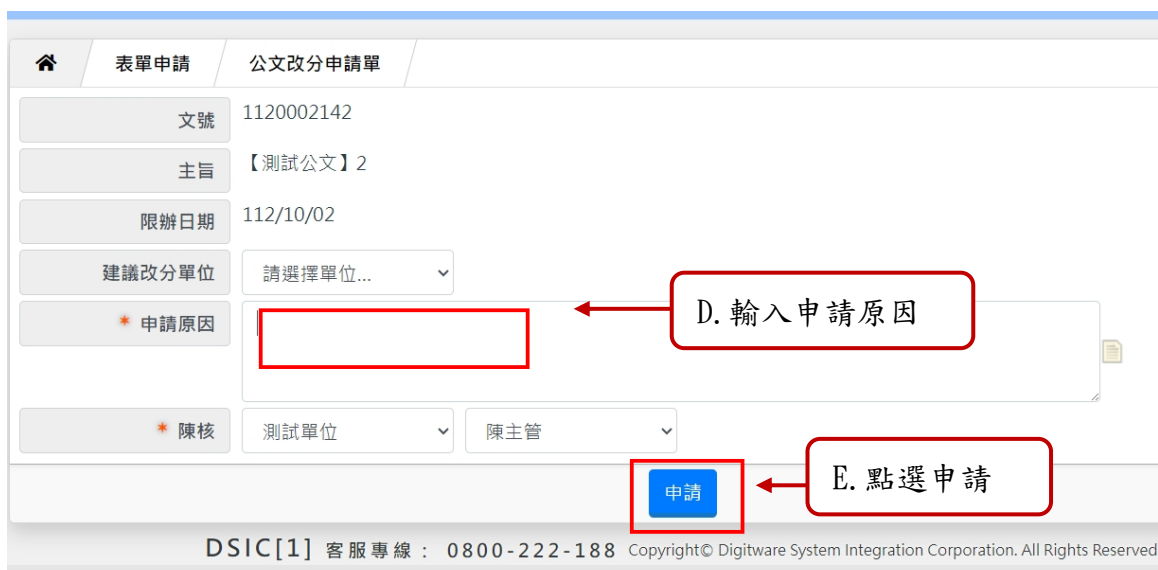 表單申請 公文改分申請單
文號 1120002142
主旨 【測試公文】2
限辦日期 112/10/02
建議改分單位 請選擇單位...
* 申請原因
D.輸入申請原因
* 陳核 測試單位 陳主管
申請
E.點選申請
DSIC[1] 客服專線： 0800-222-188 Copyright© Digitware System Integration Corporation. All Rights Reserved